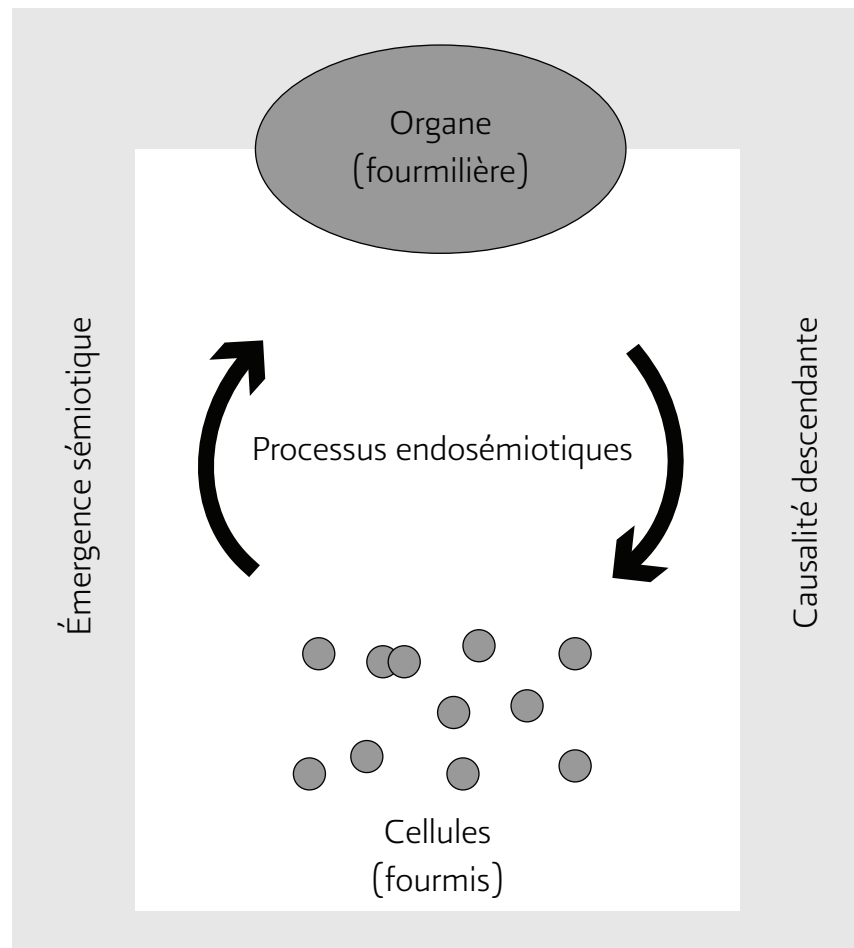 Organe
(fourmilière)
Émergence sémiotique
Processus endosémiotiques
Causalité descendante
Cellules
(fourmis)